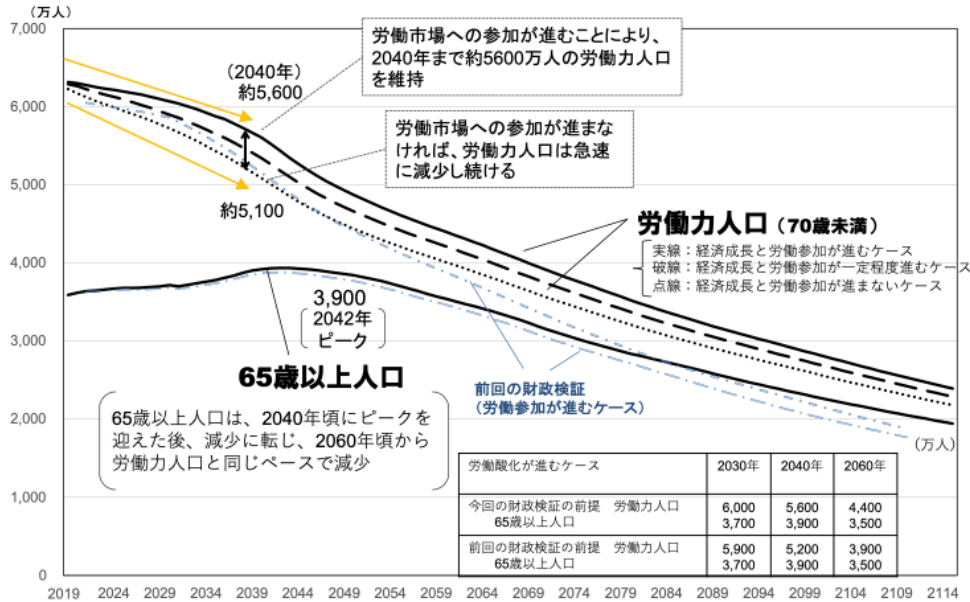 (万人)
7,000
6,000
5,000
4,000
3,000
2,000
1,000
0
2019 2024 2029 2034 2039 2044 2049 2054 2059 2064 2069 2074 2079 2084 2089 2094 2099 2104 2109 2114
労働市場への参加が進むことにより、
2040年まで約5600万人の労働力人口
を維持
(2040年)
約5,600
労働市場への参加が進まな
ければ、労働力人口は急速
に減少し続ける
約5,100
労働力人口(70歳未満)
実線：経済成長と労働参加が進むケース
破線：経済成長と労働参加が一定程度進むケース
点線：経済成長と労働参加が進まないケース
3,900
2042年
ピーク
65歳以上人口
65歳以上人口は、2040年頃にピークを
迎えた後、減少に転じ、2060年頃から
労働力人口と同じペースで減少
前回の財政検証
(労働参加が進むケース)
(万人)
労働酸化が進むケース 2030年 2040年 2060年
今回の財政検証の前提 労働力人口 6,000 5,600 4,400
65歳以上人口 3,700 3,900 3,500
前回の財政検証の前提 労働力人口 5,900 5,200 3,900
65歳以上人口 3,700 3,900 3,500